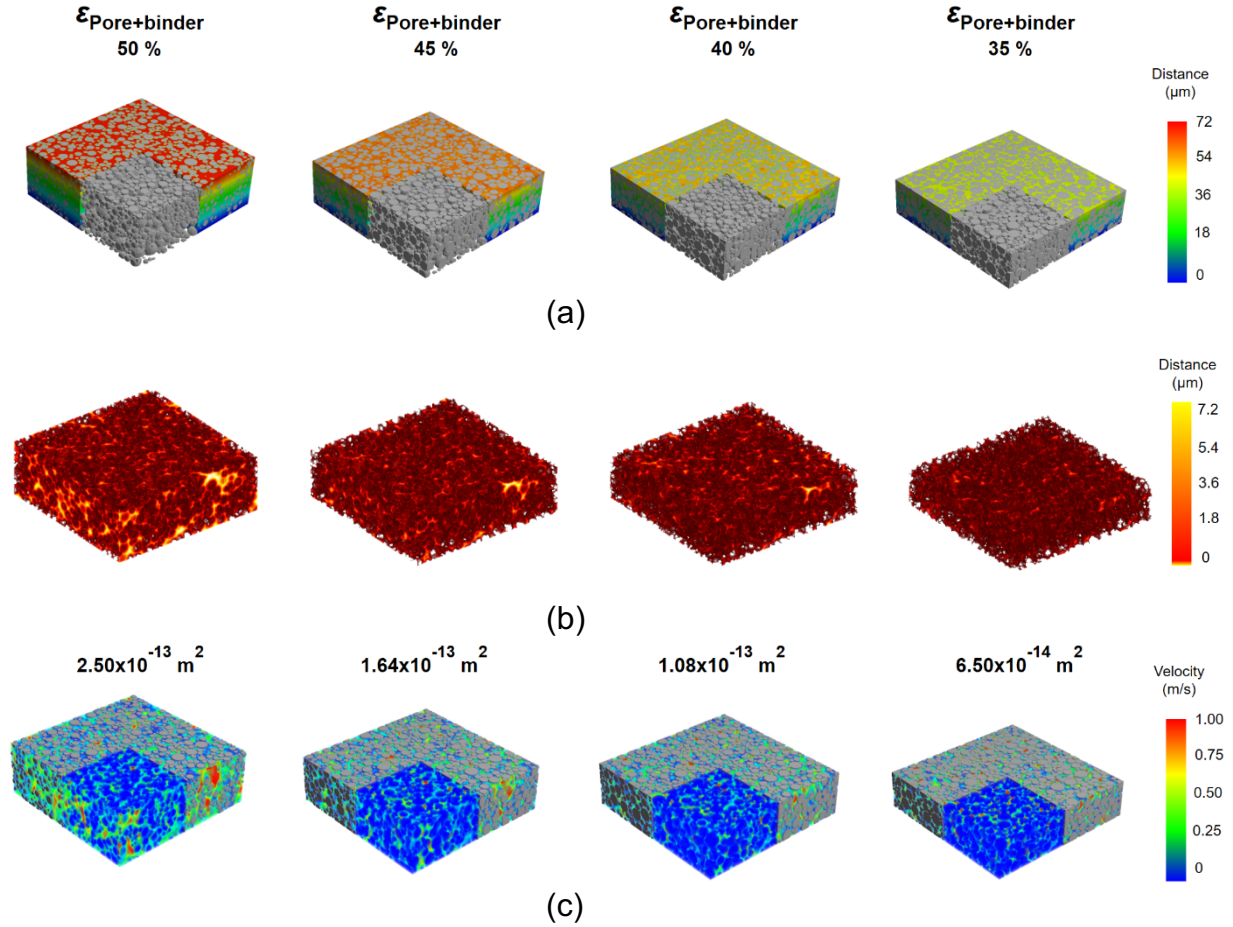 εPore+binder
50 %
εPore+binder
45 %
εPore+binder
40 %
εPore+binder
35 %
Distance
(μm)
72
54
36
18
0
(a)
Distance
(μm)
7.2
5.4
3.6
1.8
0
(b)
2.50x10⁻¹³ m²
1.64x10⁻¹³ m²
1.08x10⁻¹³ m²
6.50x10⁻¹⁴ m²
Velocity
(m/s)
1.00
0.75
0.50
0.25
0
(c)